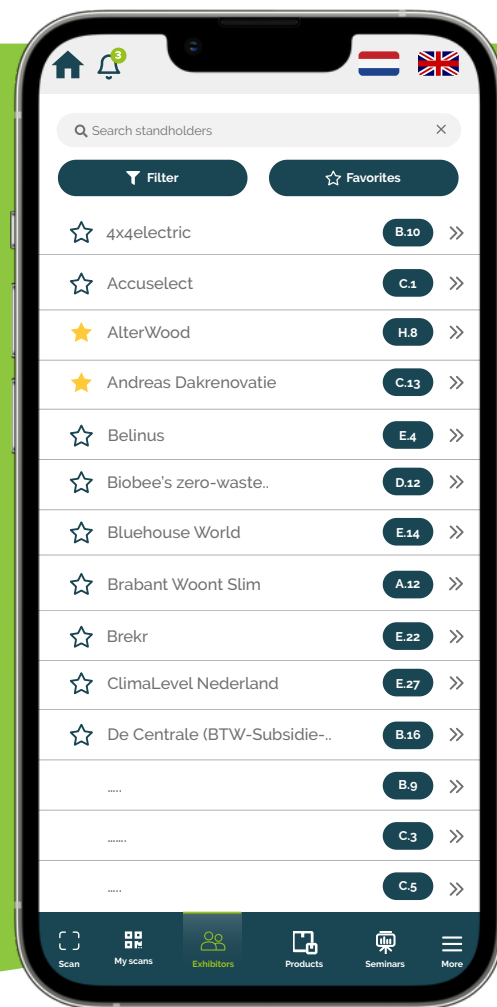 3
Search standholders
Filter
Favorites
4x4electric B.10
Accuselect C.1
AlterWood H.8
Andreas Dakrenovatie C.13
Belinus E.4
Biobee's zero-waste.. D.12
Bluehouse World E.14
Brabant Woont Slim A.12
Brekr E.22
ClimaLevel Nederland E.27
De Centrale (BTW-Subsidie-.. B.16
..... B.9
....... C.3
..... C.5
Scan
My scans
Exhibitors
Products
Seminars
More